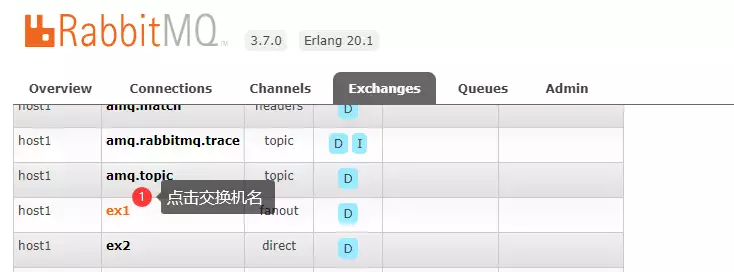 RabbitMQ TM 3.7.0 Erlang 20.1
Overview Connections Channels Exchanges Queues Admin
host1 amq.match headers D
host1 amq.rabbitmq.trace topic D I
host1 amq.topic topic D
1 点击交换机名
host1 ex1 fanout D
host1 ex2 direct D